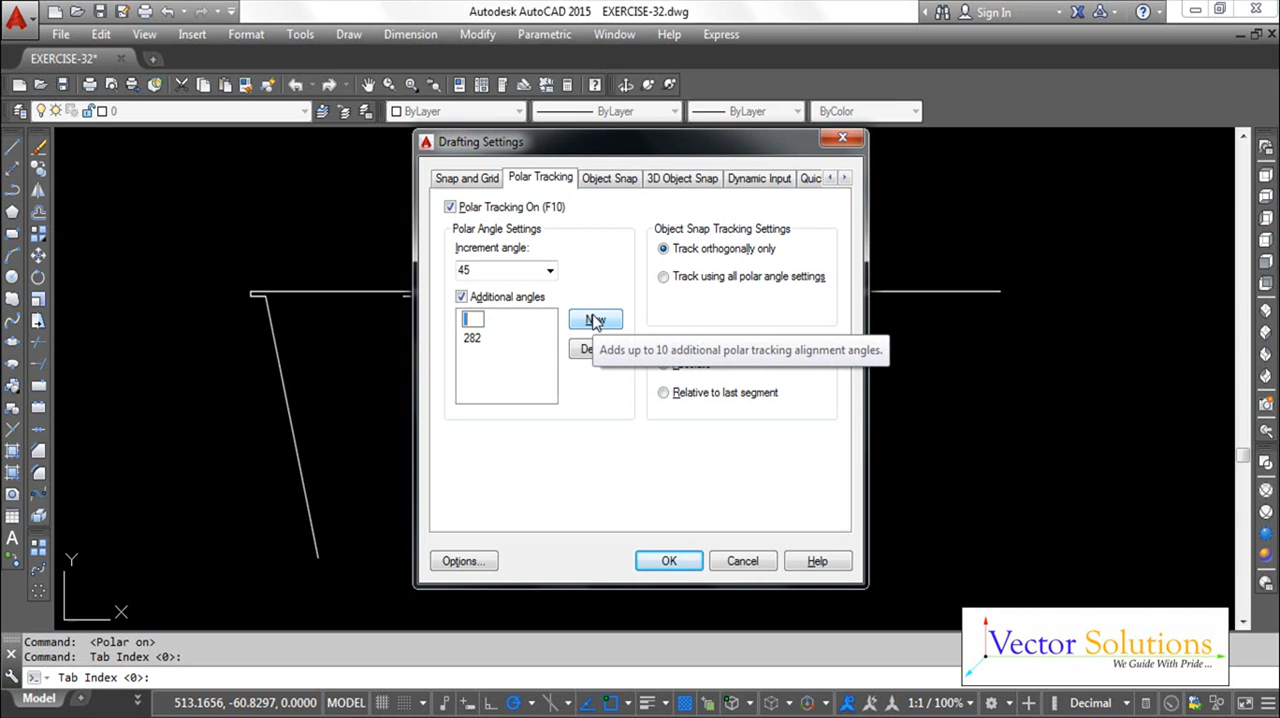 Autodesk AutoCAD 2015 EXERCISE-32.dwg
Sign In
File Edit Insert Format Tools Draw Dimension Modify Parametric Window Help Express
EXERCISE-32*
0
ByLayer
ByLayer
ByLayer
ByColor
Drafting Settings
Snap and Grid Polar Tracking Object Snap 3D Object Snap Dynamic Input Quic
Polar Tracking On (F10)
Polar Angle Settings
Increment angle:
45
Additional angles
282
New
De
Object Snap Tracking Settings
Track orthogonally only
Track using all polar angle settings
Adds up to 10 additional polar tracking alignment angles.
Relative to last segment
Options...
OK
Cancel
Help
Y
X
A
Command: <Polar on>
Command: Tab Index <0>:
Tab Index <0>:
Vector Solutions
We Guide With Pride ...
Model
513.1656, -60.8297, 0.0000 MODEL
1:1 / 100%
Decimal